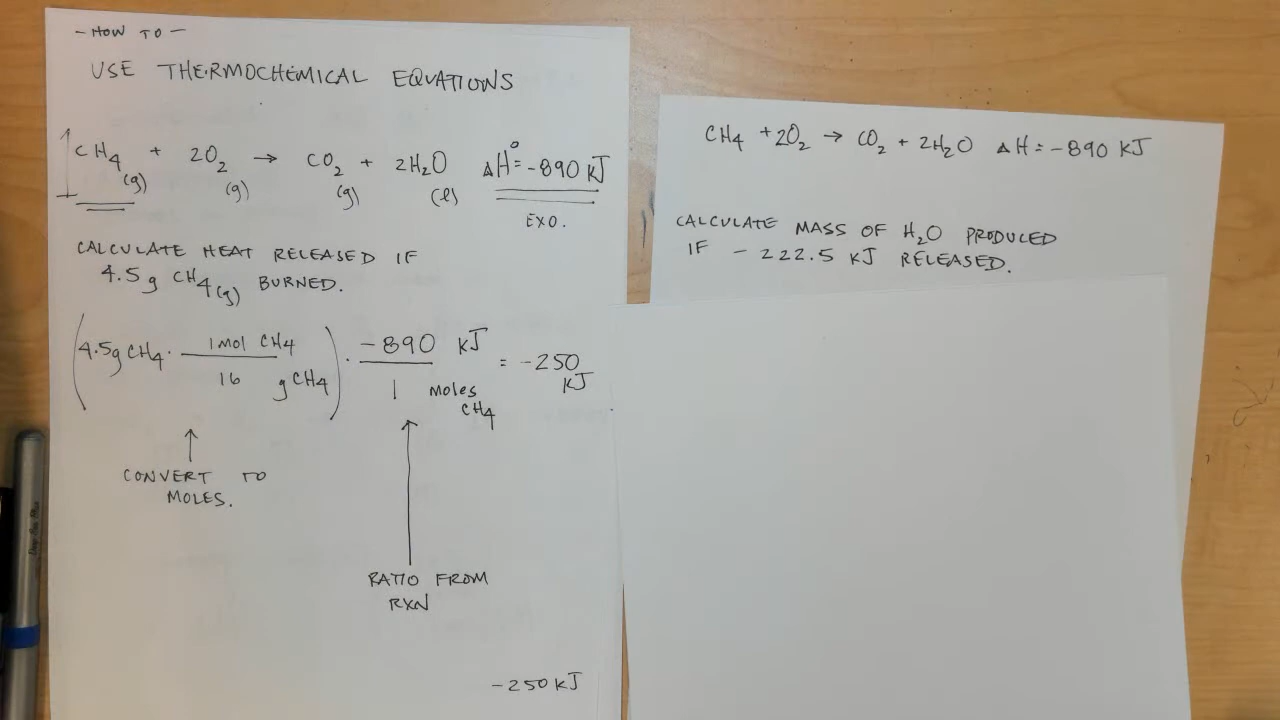 - HOW TO -
USE THERMOCHEMICAL EQUATIONS
CH₄(g) + 2O₂(g) → CO₂(g) + 2H₂O(l) ΔH° = -890 KJ
EXO.
CALCULATE HEAT RELEASED IF
4.5g CH₄(g) BURNED.
(4.5g CH₄ · 1 mol CH₄ / 16 g CH₄) · -890 KJ / 1 moles CH₄ = -250 KJ
CONVERT TO
MOLES.
RATIO FROM
RXN
-250 KJ
CH₄ + 2O₂ → CO₂ + 2H₂O ΔH = -890 KJ
CALCULATE MASS OF H₂O PRODUCED
IF - 222.5 KJ RELEASED.